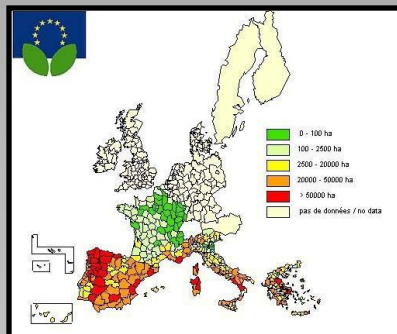 0 - 100 ha
100 - 2500 ha
2500 - 20000 ha
20000 - 50000 ha
> 50000 ha
pas de données / no data